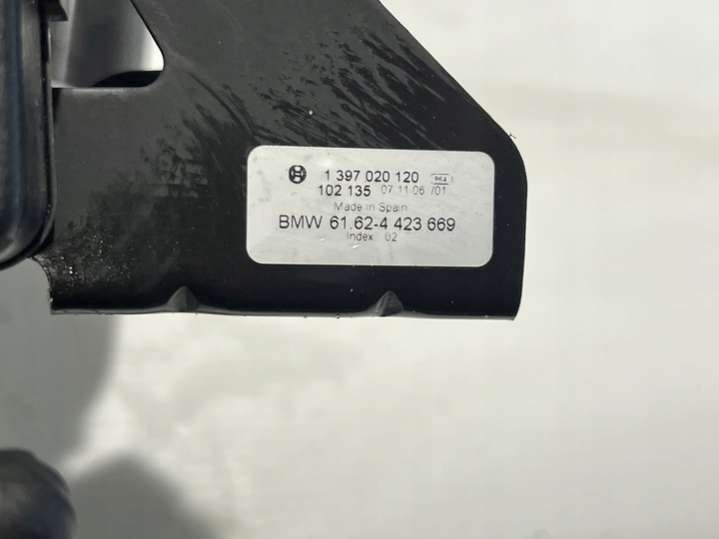 1 397 020 120
102 135 07 11 06 /01
Made in Spain
BMW 61.62-4 423 669
Index 02